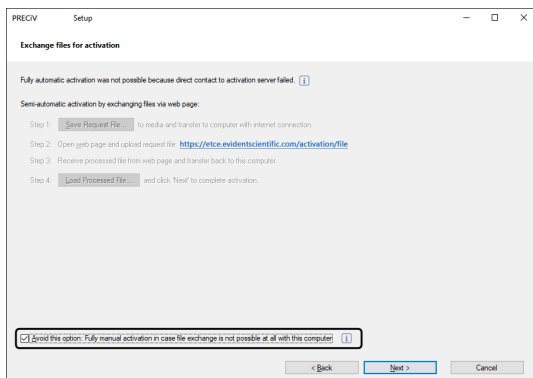 PRECiV Setup
Exchange files for activation
Fully automatic activation was not possible because direct contact to activation server failed. i
Semi-automatic activation by exchanging files via web page:
Step 1: Save Request File... to media and transfer to computer with internet connection.
Step 2: Open web page and upload request file: https://etce.evidentscientific.com/activation/file
Step 3: Receive processed file from web page and transfer back to this computer.
Step 4: Load Processed File... and click 'Next' to complete activation.
Avoid this option: Fully manual activation in case file exchange is not possible at all with this computer i
< Back Next > Cancel